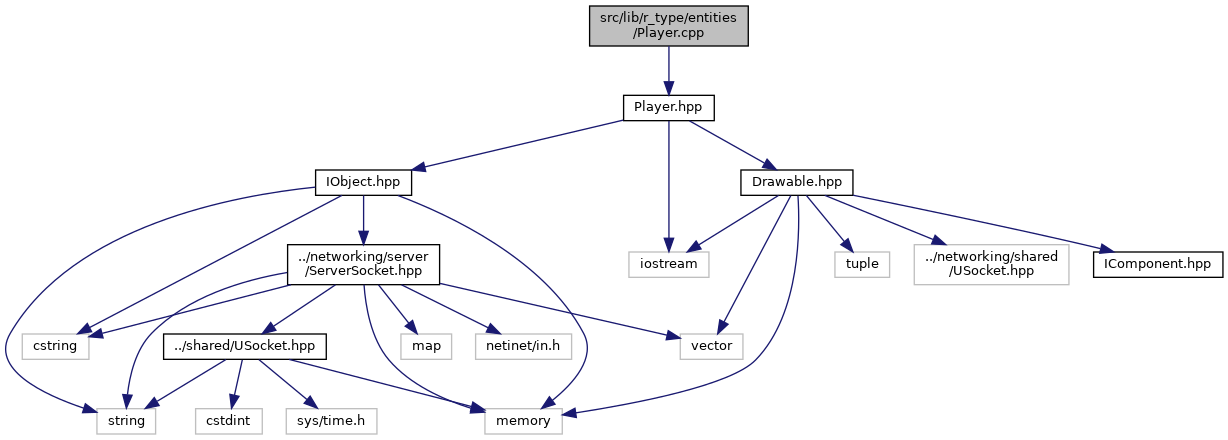 src/lib/r_type/entities
/Player.cpp
Player.hpp
IObject.hpp
Drawable.hpp
../networking/server
/ServerSocket.hpp
iostream
tuple
../networking/shared
/USocket.hpp
IComponent.hpp
cstring
../shared/USocket.hpp
map
netinet/in.h
vector
string
cstdint
sys/time.h
memory